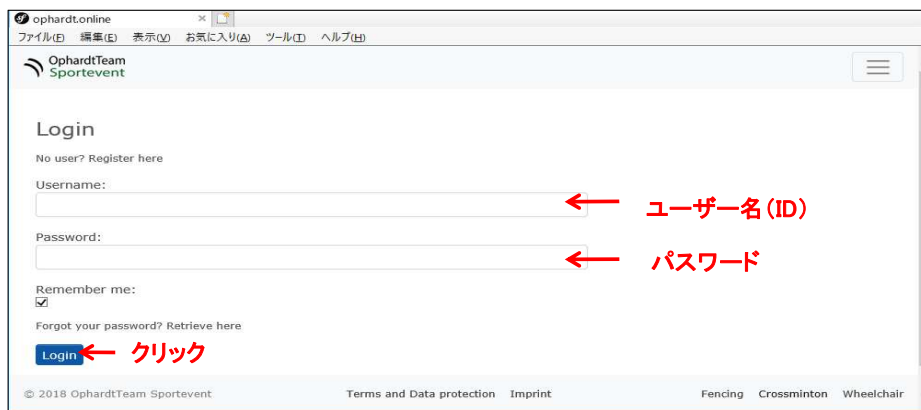 ophardt.online ×
ファイル(F) 編集(E) 表示(V) お気に入り(A) ツール(T) ヘルプ(H)
OphardtTeam
Sportevent
Login
No user? Register here
Username:
ユーザー名(ID)
Password:
パスワード
Remember me:
Forgot your password? Retrieve here
Login クリック
© 2018 OphardtTeam Sportevent Terms and Data protection Imprint Fencing Crossminton Wheelchair